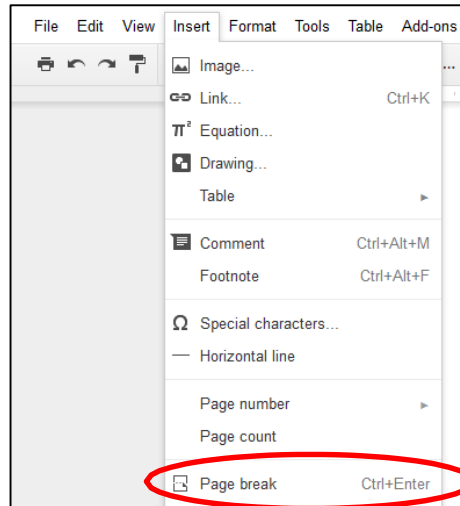 File Edit View Insert Format Tools Table Add-ons
Image... ...
Link... Ctrl+K
π² Equation...
Drawing...
Table ►
Comment Ctrl+Alt+M
Footnote Ctrl+Alt+F
Ω Special characters...
Horizontal line
Page number ►
Page count
Page break Ctrl+Enter